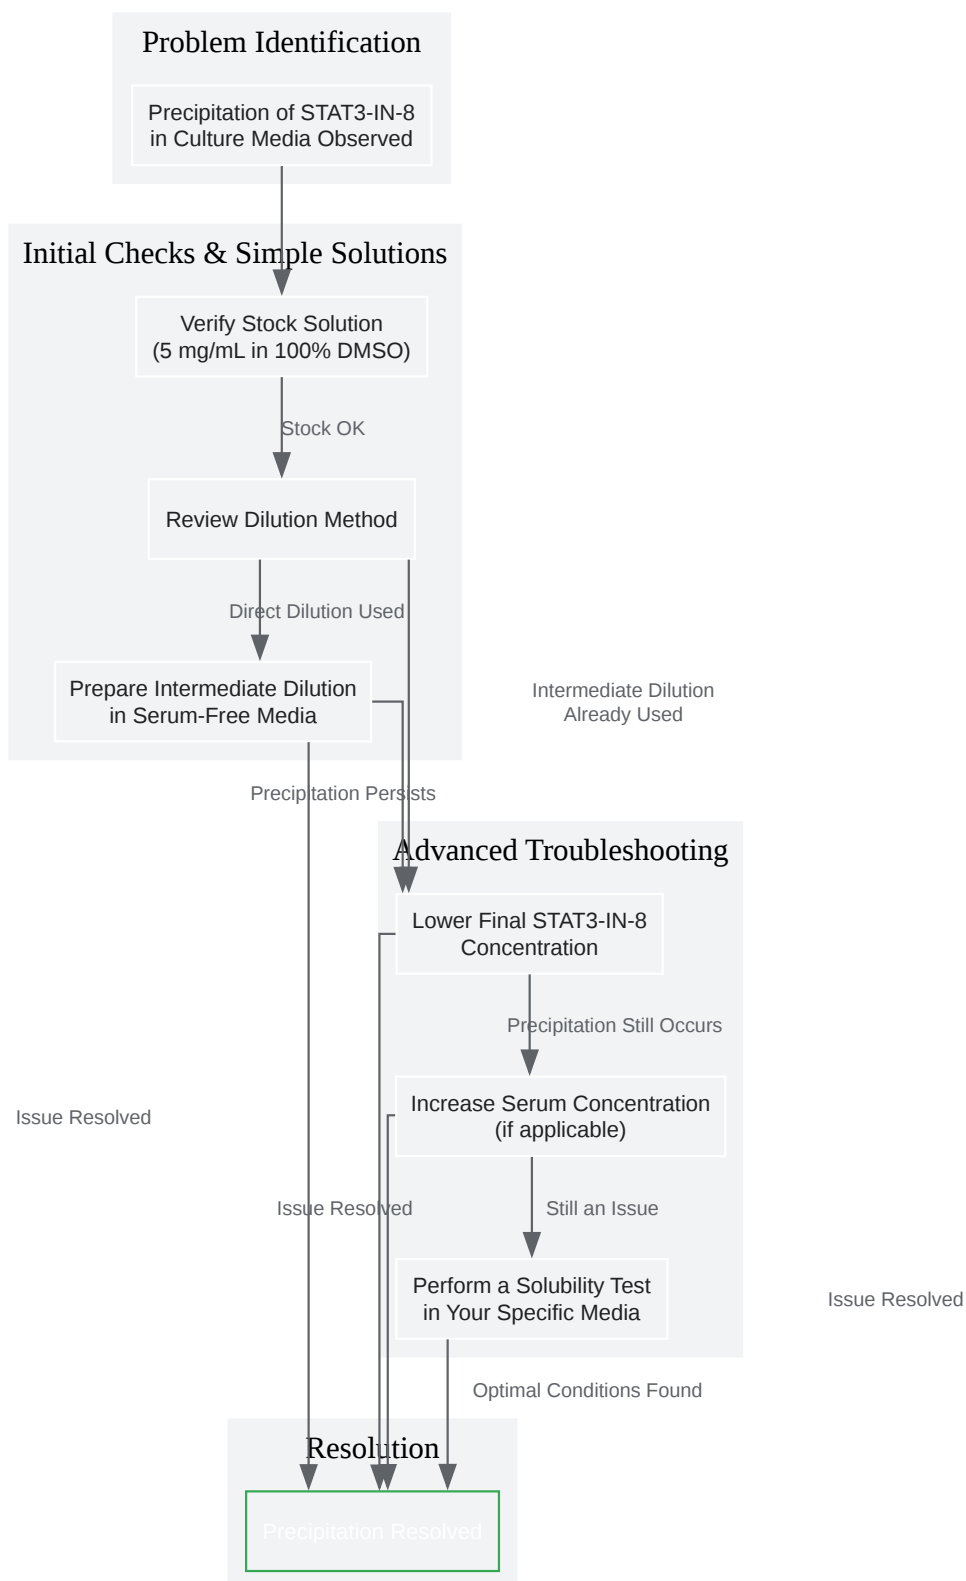 Problem Identification
Precipitation of STAT3-IN-8
in Culture Media Observed
Initial Checks & Simple Solutions
Verify Stock Solution
(5 mg/mL in 100% DMSO)
Stock OK
Review Dilution Method
Direct Dilution Used
Prepare Intermediate Dilution
in Serum-Free Media
Intermediate Dilution
Already Used
Precipitation Persists
Advanced Troubleshooting
Lower Final STAT3-IN-8
Concentration
Precipitation Still Occurs
Increase Serum Concentration
(if applicable)
Issue Resolved
Issue Resolved
Still an Issue
Perform a Solubility Test
in Your Specific Media
Issue Resolved
Optimal Conditions Found
Resolution
Precipitation Resolved